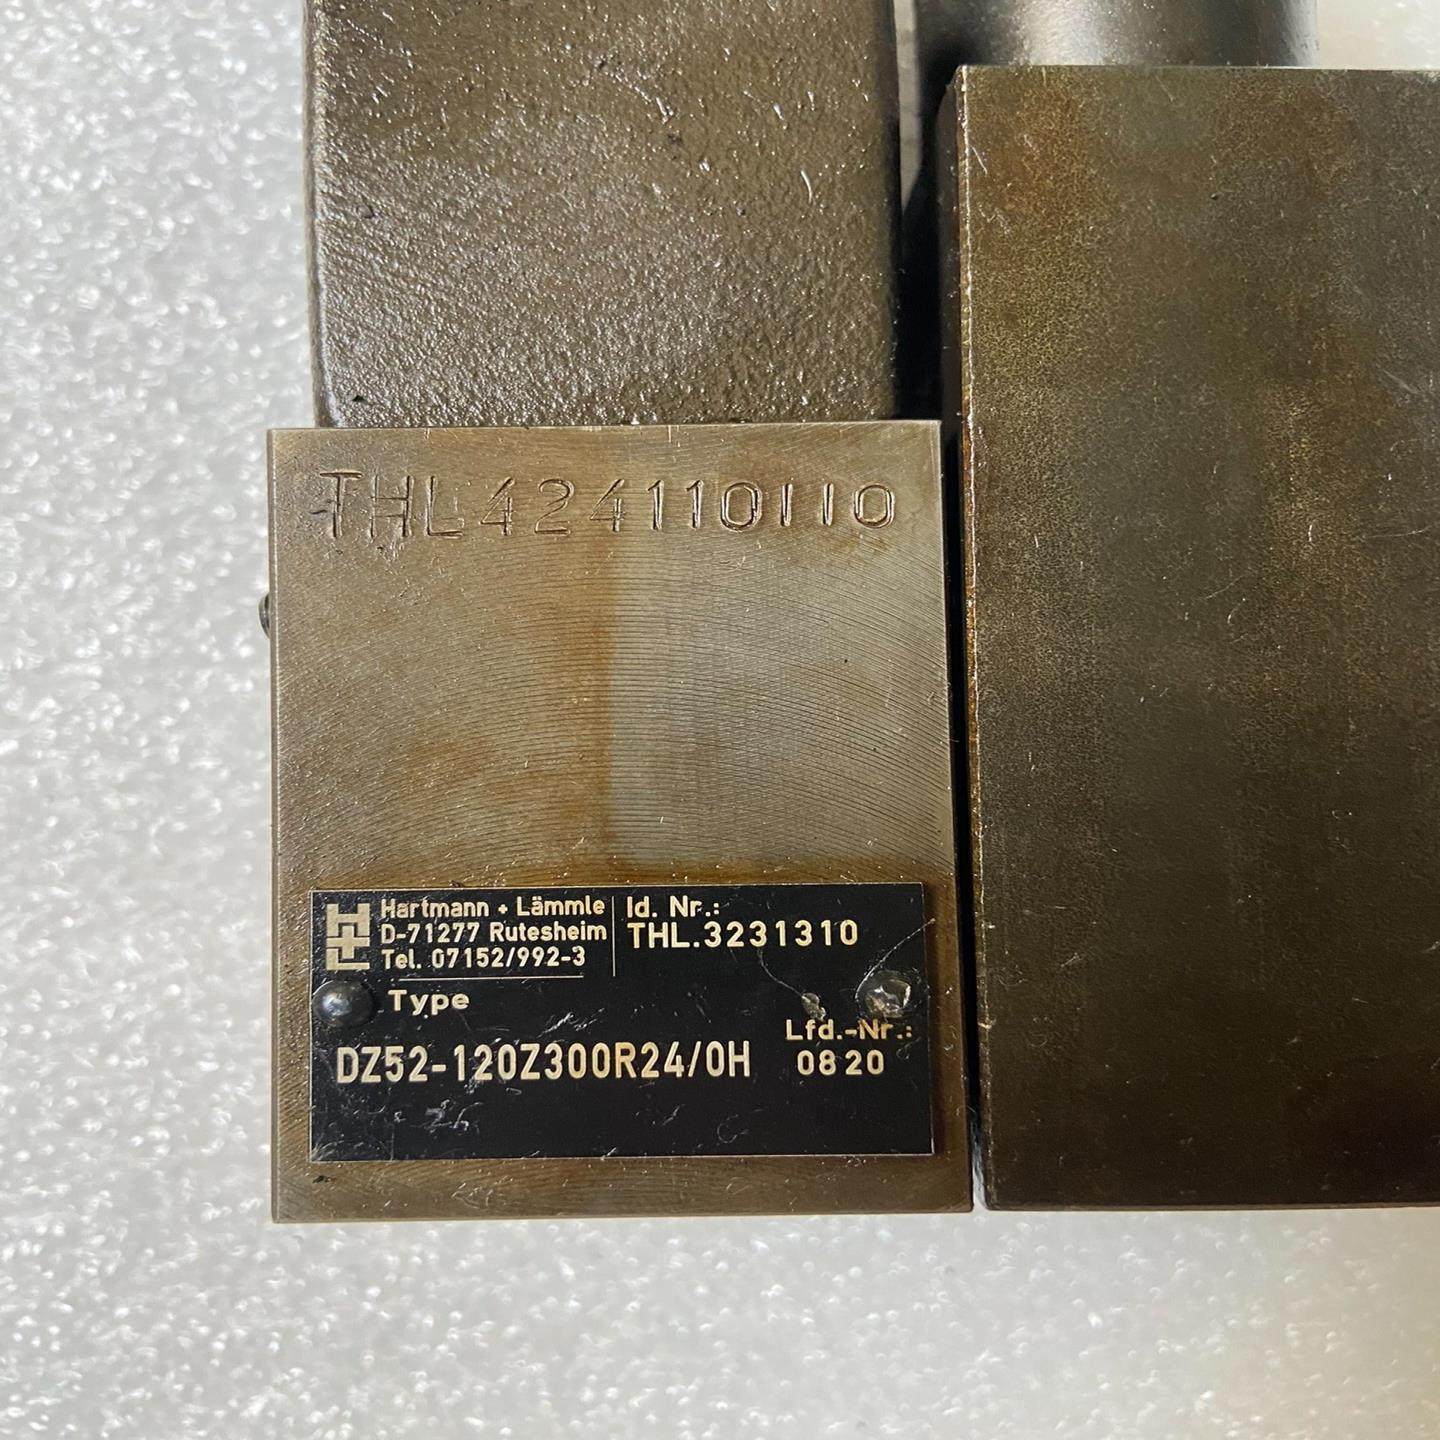 THL424110110
Hartmann + Lämmle
D-71277 Rutesheim
Tel. 07152/992-3
Id. Nr.:
THL.3231310
Type
DZ52-120Z300R24/0H
Lfd.-Nr.:
0820